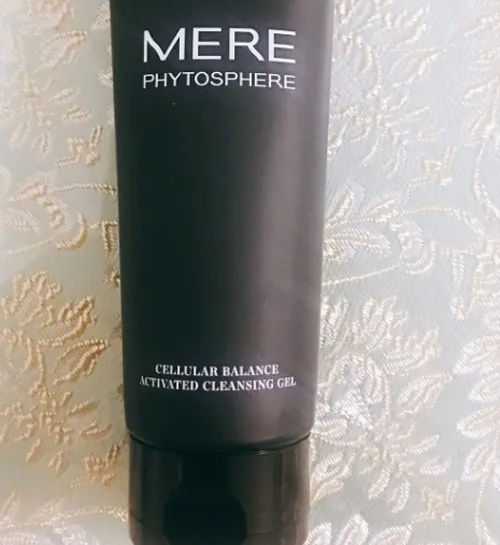 MERE
PHYTOSPHERE
CELLULAR BALANCE
ACTIVATED CLEANSING GEL